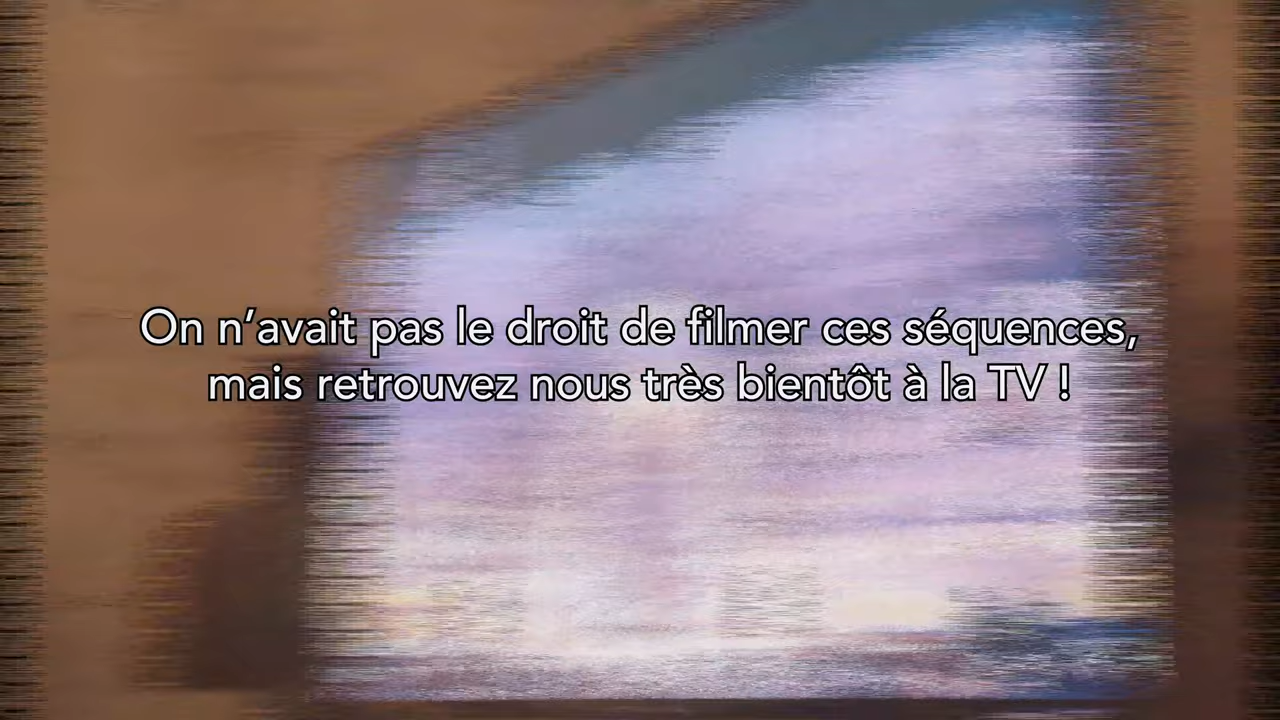 On n’avait pas le droit de filmer ces séquences,
mais retrouvez nous très bientôt à la TV !